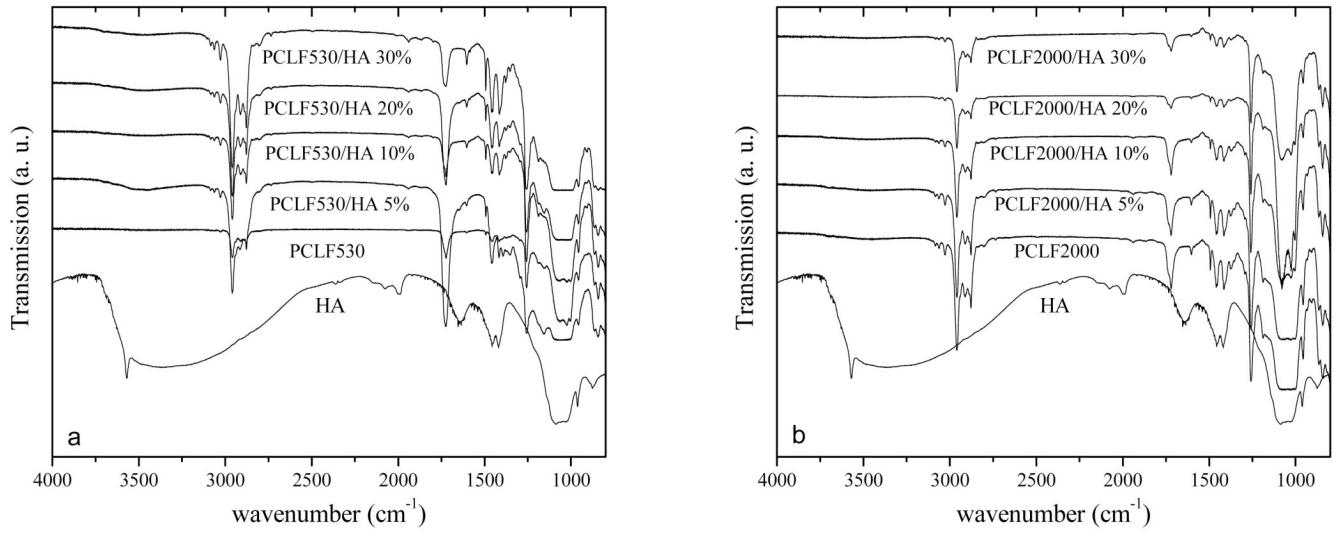 Transmission (a. u.)
PCLF530/HA 30%
PCLF530/HA 20%
PCLF530/HA 10%
PCLF530/HA 5%
PCLF530
HA
a
4000 3500 3000 2500 2000 1500 1000
wavenumber (cm⁻¹)
Transmission (a. u.)
PCLF2000/HA 30%
PCLF2000/HA 20%
PCLF2000/HA 10%
PCLF2000/HA 5%
PCLF2000
HA
b
4000 3500 3000 2500 2000 1500 1000
wavenumber (cm⁻¹)